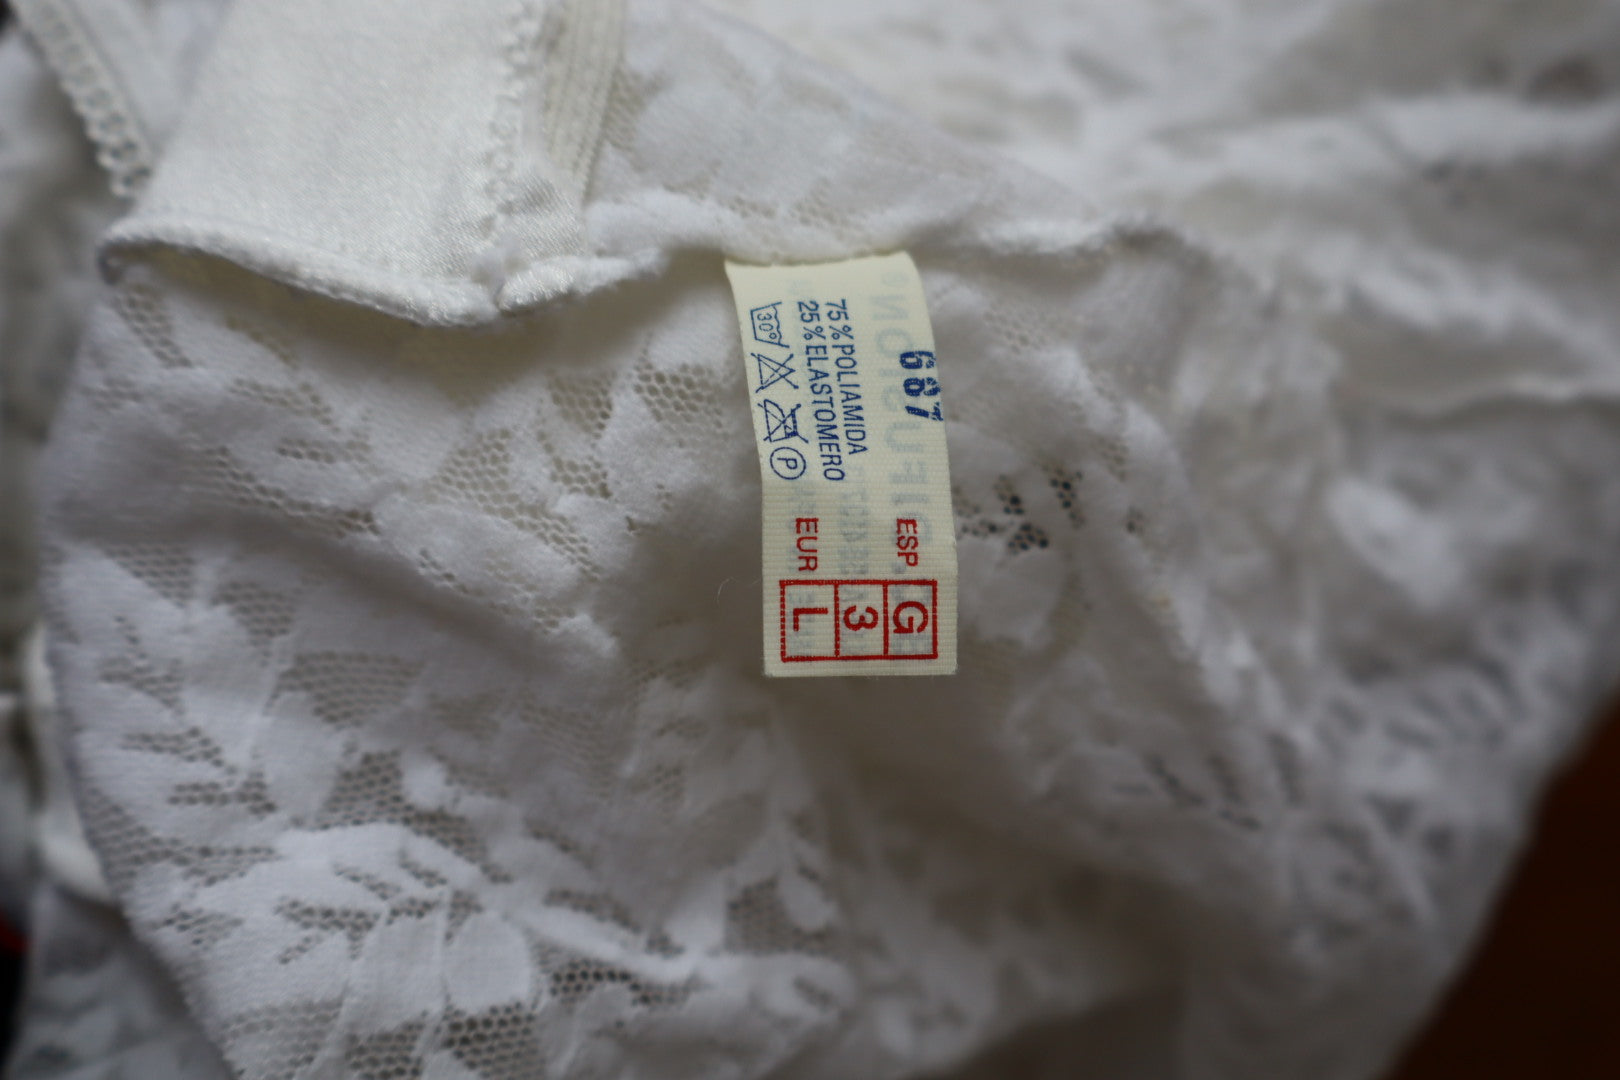 687
75%POLIAMIDA
25%ELASTOMERO
30°
P
ESP G
3
EUR L